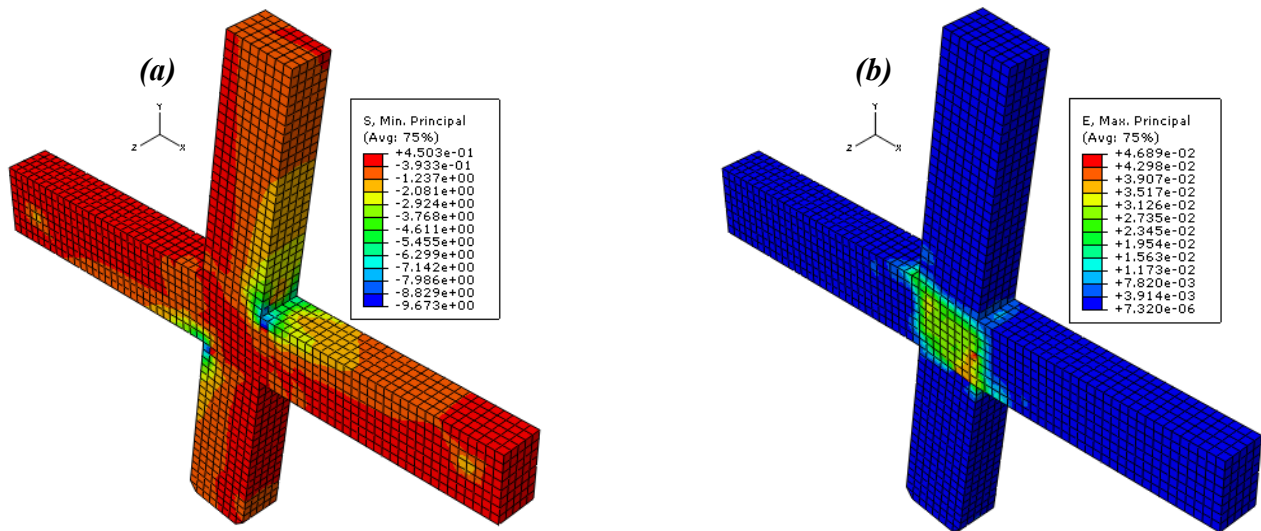 (a)
Y
Z
X
S, Min. Principal
(Avg: 75%)
+4.503e-01
-3.933e-01
-1.237e+00
-2.081e+00
-2.924e+00
-3.768e+00
-4.611e+00
-5.455e+00
-6.299e+00
-7.142e+00
-7.986e+00
-8.829e+00
-9.673e+00
(b)
Y
Z
X
E, Max. Principal
(Avg: 75%)
+4.689e-02
+4.298e-02
+3.907e-02
+3.517e-02
+3.126e-02
+2.735e-02
+2.345e-02
+1.954e-02
+1.563e-02
+1.173e-02
+7.820e-03
+3.914e-03
+7.320e-06